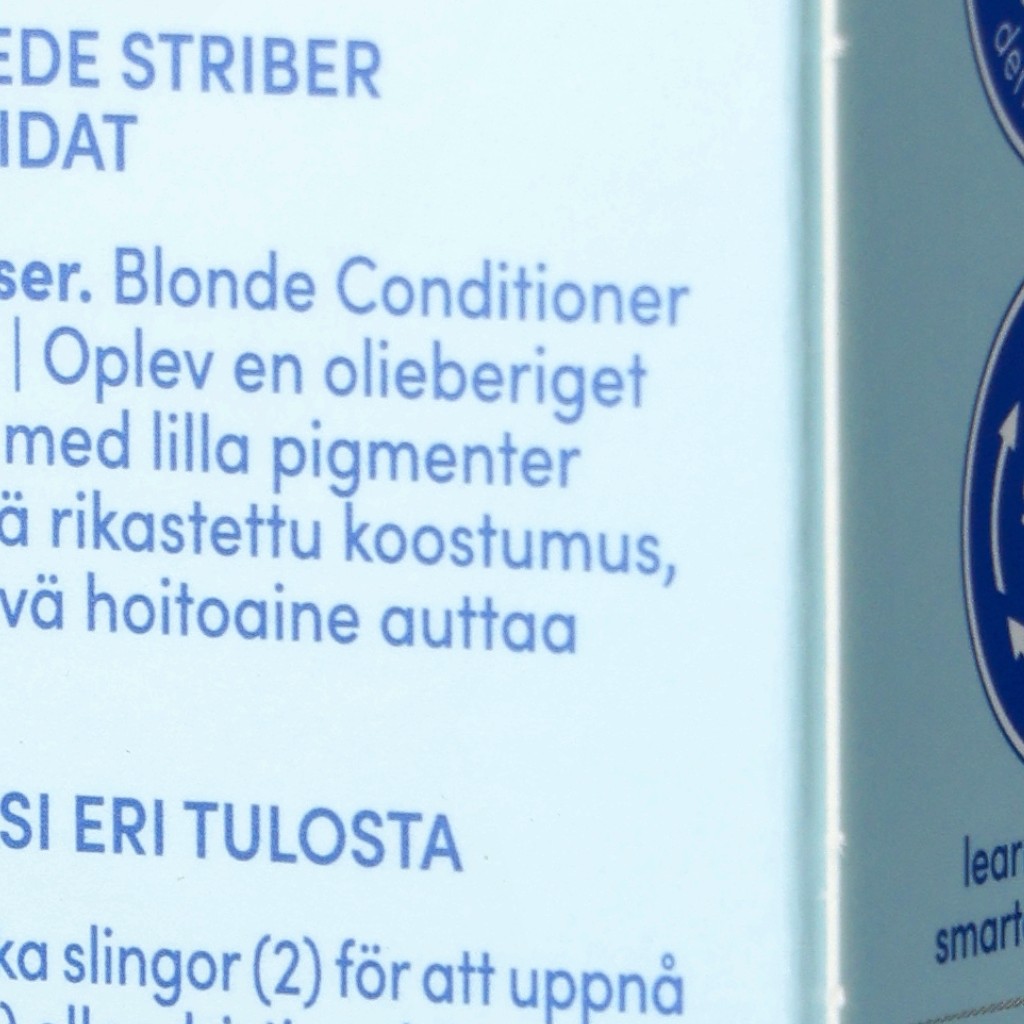 EDE STRIBER
IDAT
ser. Blonde Conditioner
| Oplev en olieberiget
med lilla pigmenter
ä rikastettu koostumus,
vä hoitoaine auttaa
SI ERI TULOSTA
ka slingor (2) för att uppnå
der
lear
smart